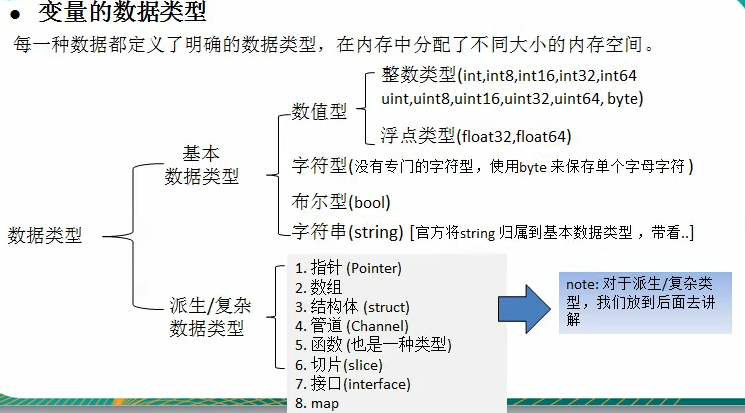 ● 变量的数据类型
每一种数据都定义了明确的数据类型，在内存中分配了不同大小的内存空间。
整数类型(int,int8,int16,int32,int64
uint,uint8,uint16,uint32,uint64, byte)
数值型
浮点类型(float32,float64)
基本
数据类型
字符型(没有专门的字符型，使用byte 来保存单个字母字符 )
布尔型(bool)
字符串(string) [官方将string 归属到基本数据类型 ，带看..]
数据类型
派生/复杂
数据类型
1. 指针 (Pointer)
2. 数组
3. 结构体 (struct)
4. 管道 (Channel)
5. 函数 (也是一种类型)
6. 切片(slice)
7. 接口(interface)
8. map
note: 对于派生/复杂类
型，我们放到后面去讲
解